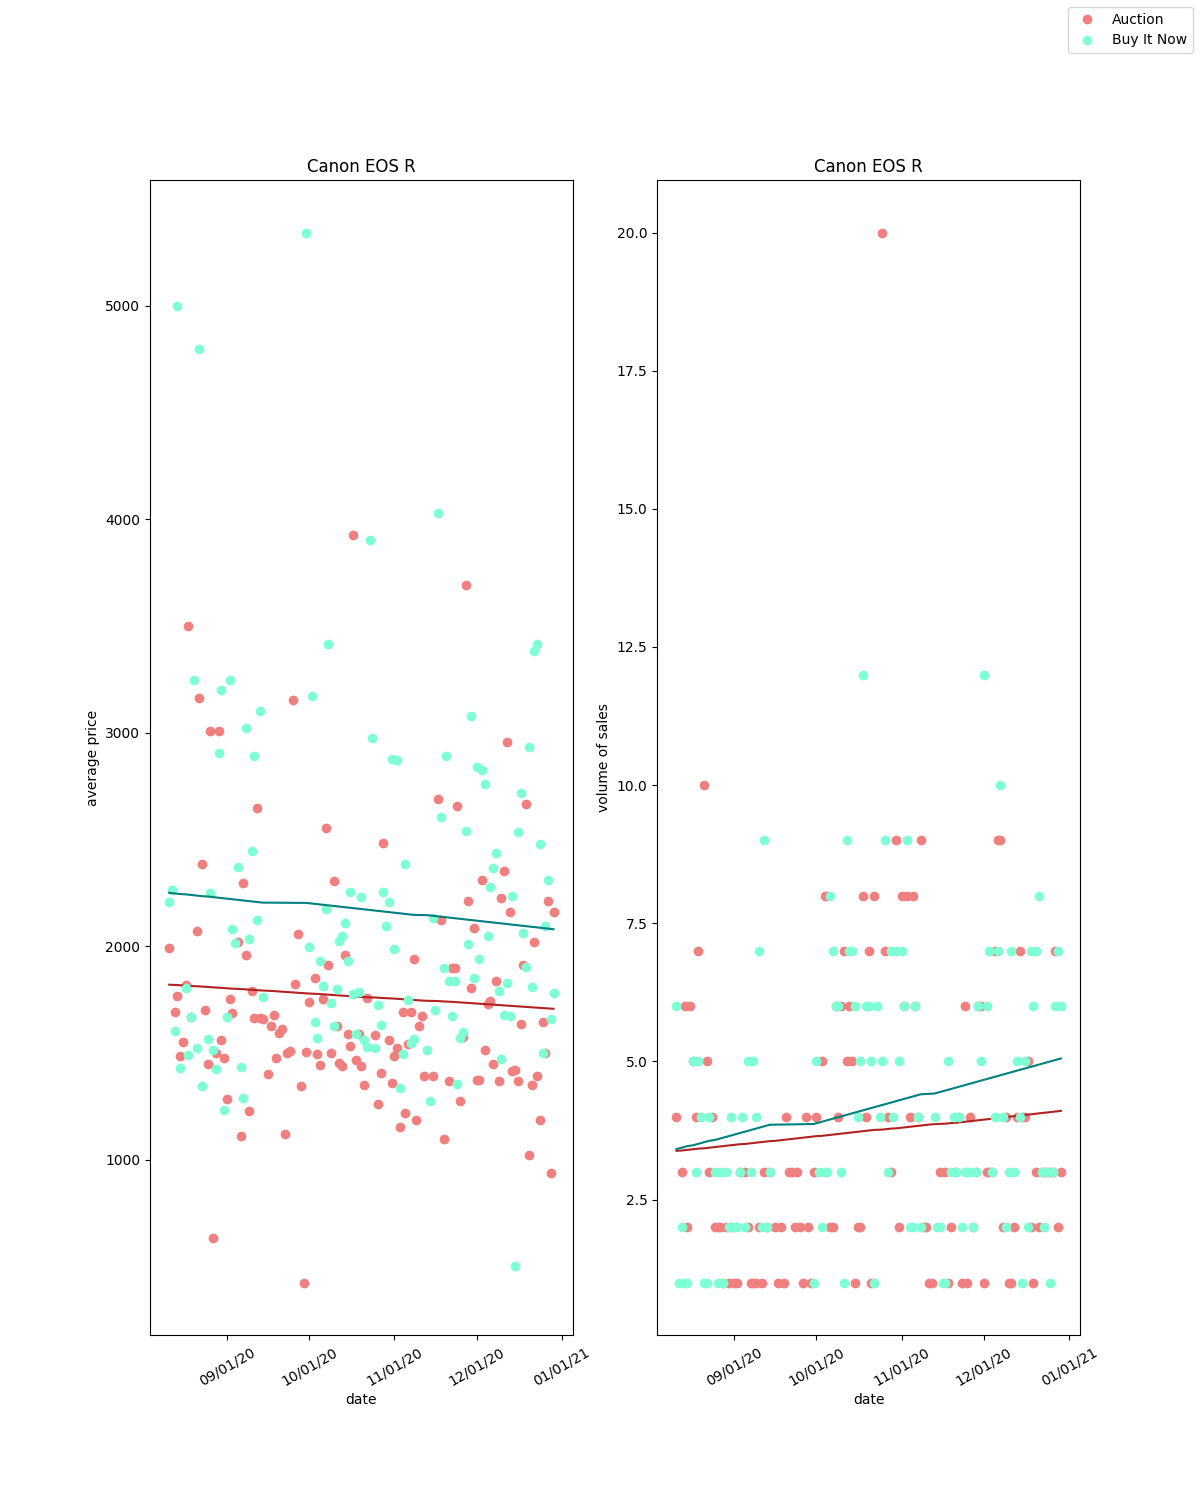 Auction
Buy It Now
Canon EOS R
5000
4000
3000
2000
1000
average price
09/01/20
10/01/20
11/01/20
12/01/20
01/01/21
date
Canon EOS R
20.0
17.5
15.0
12.5
10.0
7.5
5.0
2.5
volume of sales
09/01/20
10/01/20
11/01/20
12/01/20
01/01/21
date